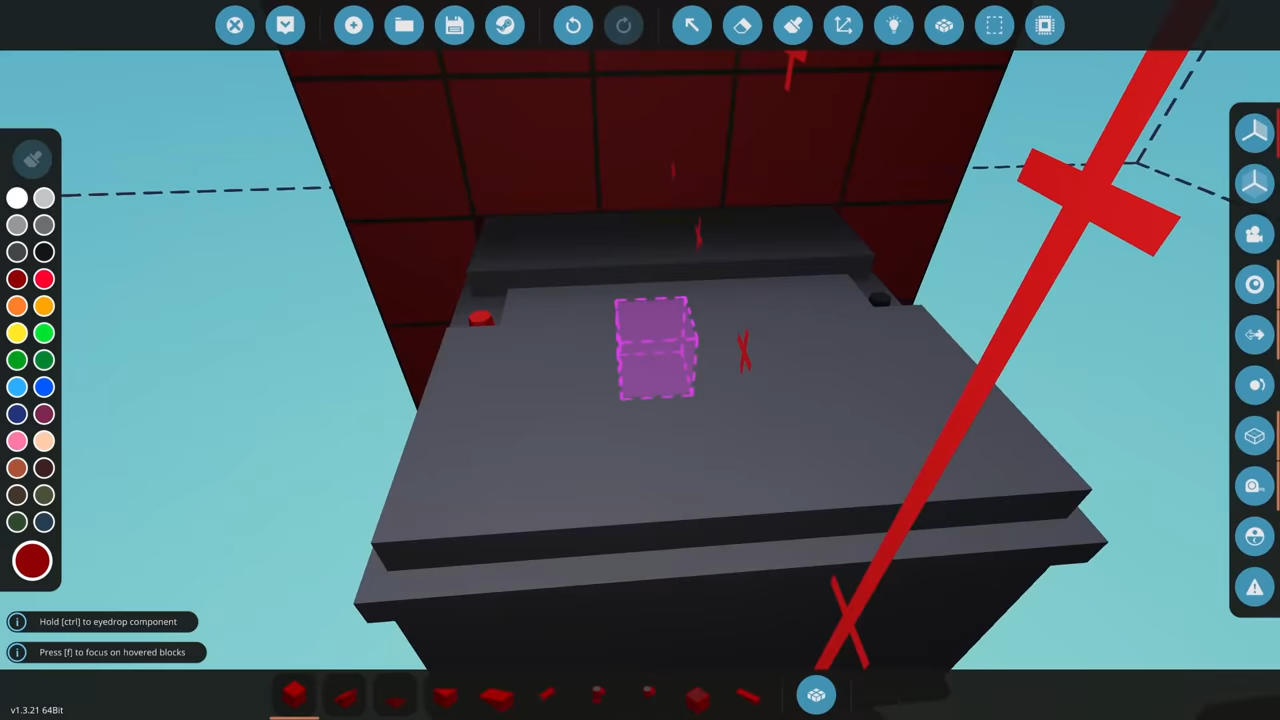 Hold [ctrl] to eyedrop component
Press [f] to focus on hovered blocks
v1.3.21 64Bit